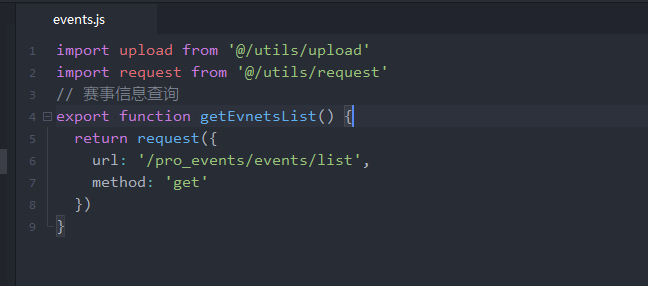 events.js
1 import upload from '@/utils/upload'
2 import request from '@/utils/request'
3 // 赛事信息查询
4 export function getEvnetsList() {
5 return request({
6 url: '/pro_events/events/list',
7 method: 'get'
8 })
9 }